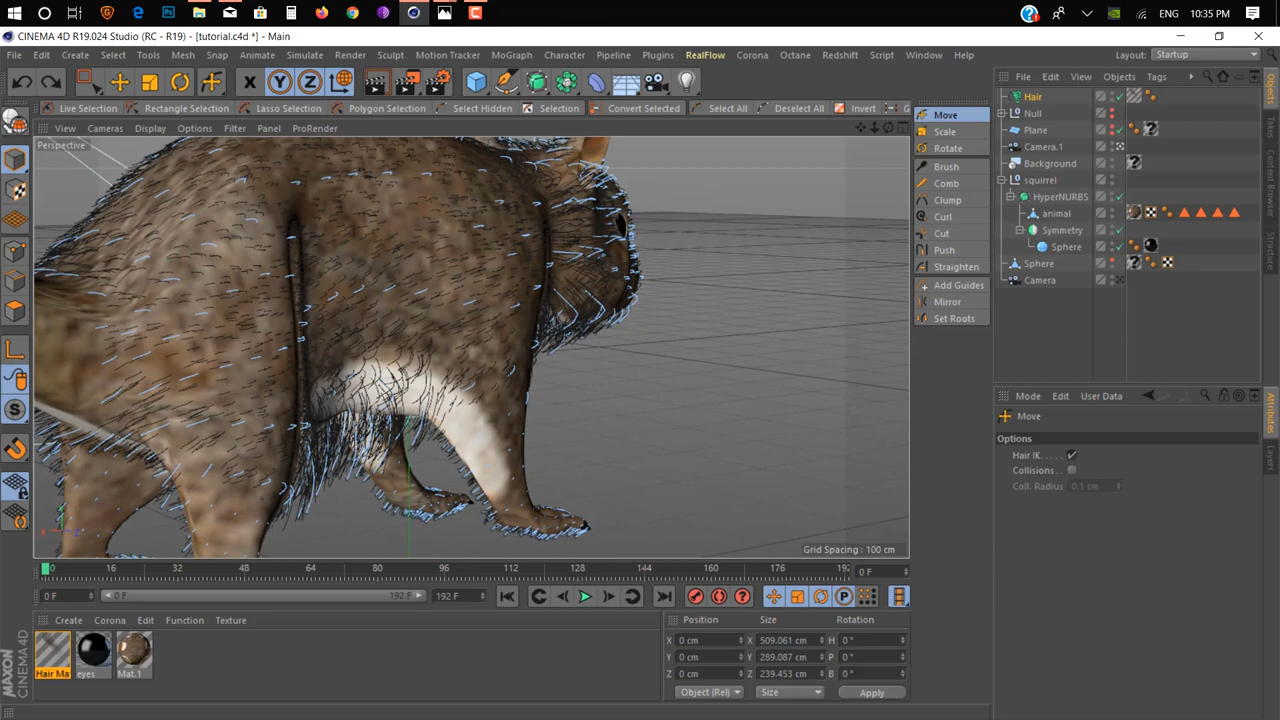 ENG 10:35 PM
CINEMA 4D R19.024 Studio (RC - R19) - [tutorial.c4d *] - Main
File Edit Create Select Tools Mesh Snap Animate Simulate Render Sculpt Motion Tracker MoGraph Character Pipeline Plugins RealFlow Corona Octane Redshift Script Window Help Layout: Startup
X Y Z
File Edit View Objects Tags
Live Selection Rectangle Selection Lasso Selection Polygon Selection Select Hidden Selection Convert Selected Select All Deselect All Invert G
View Cameras Display Options Filter Panel ProRender
Perspective
Move
Scale
Rotate
Brush
Comb
Clump
Curl
Cut
Push
Straighten
Add Guides
Mirror
Set Roots
Hair
Null
Plane
Camera.1
Background
squirrel
HyperNURBS
animal
Symmetry
Sphere
Sphere
Camera
Objects
Takes
Content Browser
Structure
Mode Edit User Data
Move
Options
Hair IK
Collisions
Coll. Radius 0.1 cm
Attributes
Layers
Grid Spacing : 100 cm
0 16 32 48 64 80 96 112 128 144 160 176 192 0 F
0 F 0 F 192 F 192 F
Create Corona Edit Function Texture
Hair Ma eyes Mat.1
Position Size Rotation
X 0 cm X 509.061 cm H 0 °
Y 0 cm Y 289.087 cm P 0 °
Z 0 cm Z 239.453 cm B 0 °
Object (Rel) Size Apply
MAXON CINEMA 4D